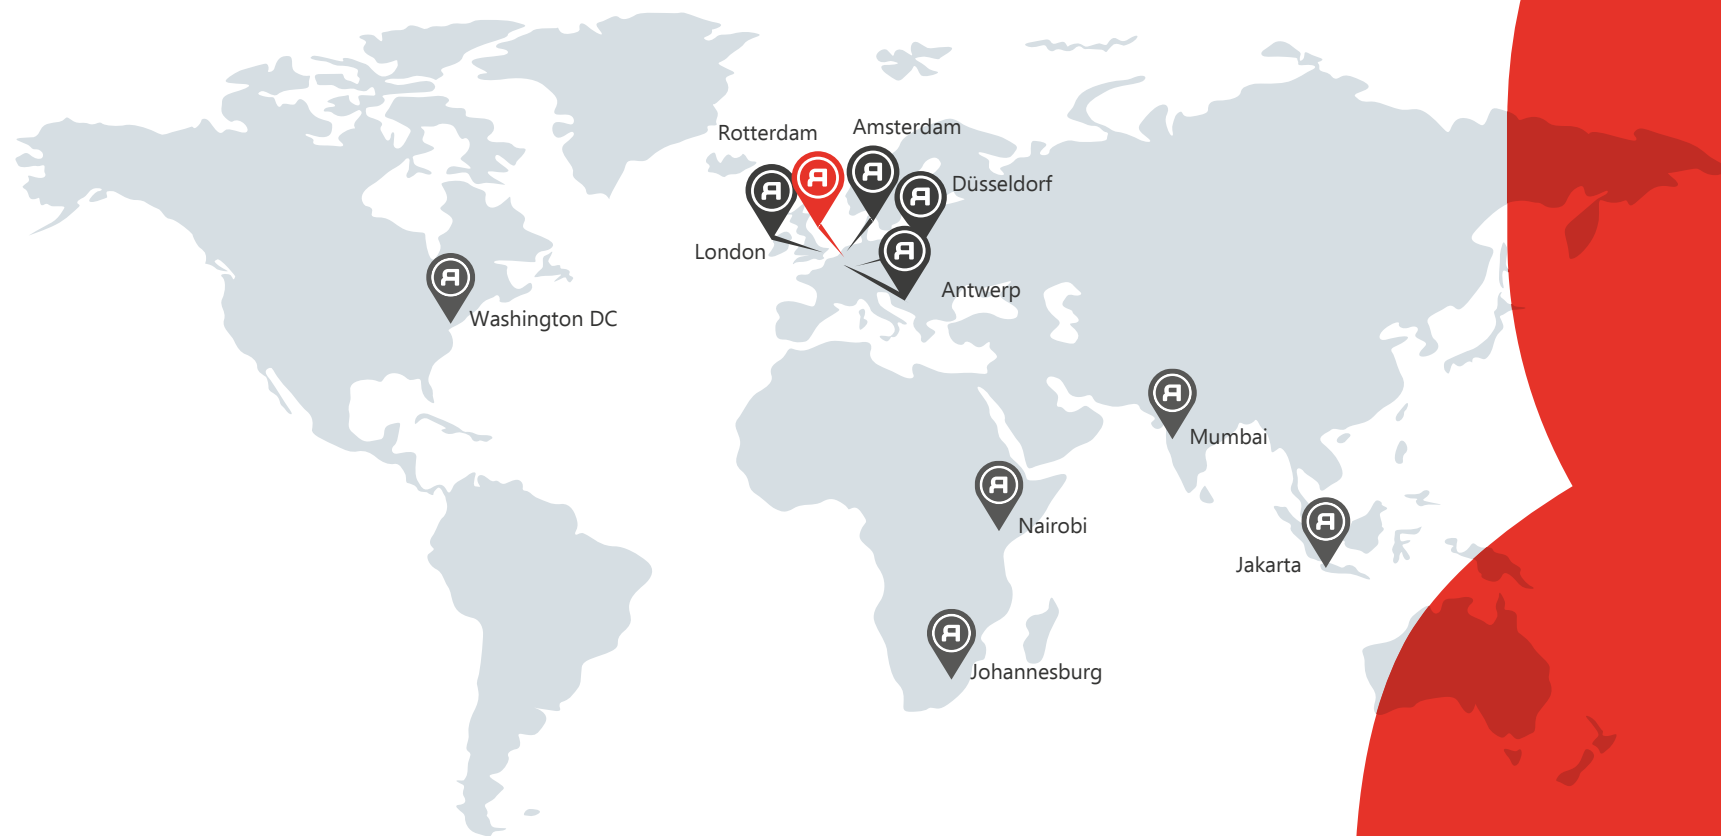 Rotterdam
Amsterdam
Düsseldorf
London
Antwerp
Washington DC
Mumbai
Nairobi
Jakarta
Johannesburg